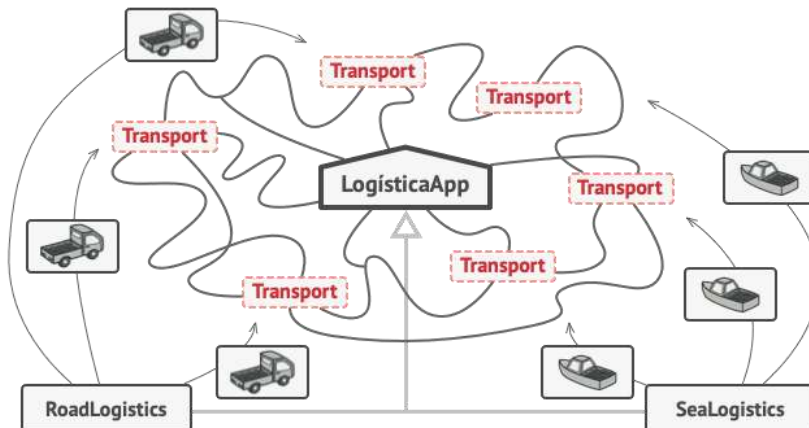 Transport
Transport
Transport
LogísticaApp
Transport
Transport
Transport
RoadLogistics
SeaLogistics